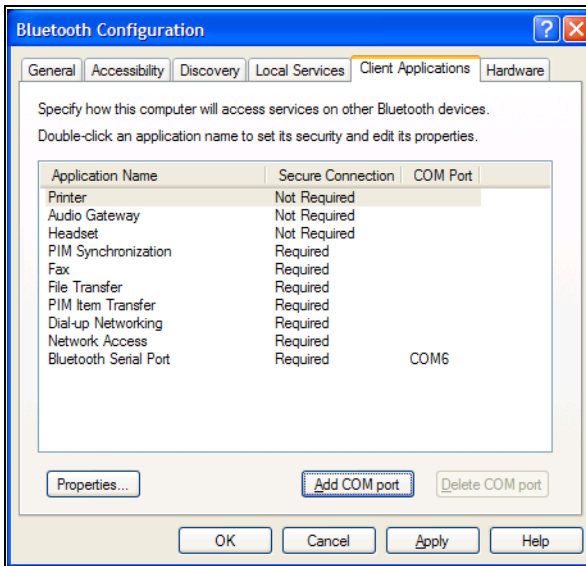 Bluetooth Configuration
General Accessibility Discovery Local Services Client Applications Hardware
Specify how this computer will access services on other Bluetooth devices.
Double-click an application name to set its security and edit its properties.
Application Name Secure Connection COM Port
Printer Not Required
Audio Gateway Not Required
Headset Not Required
PIM Synchronization Required
Fax Required
File Transfer Required
PIM Item Transfer Required
Dial-up Networking Required
Network Access Required
Bluetooth Serial Port Required COM6
Properties... Add COM port Delete COM port
OK Cancel Apply Help